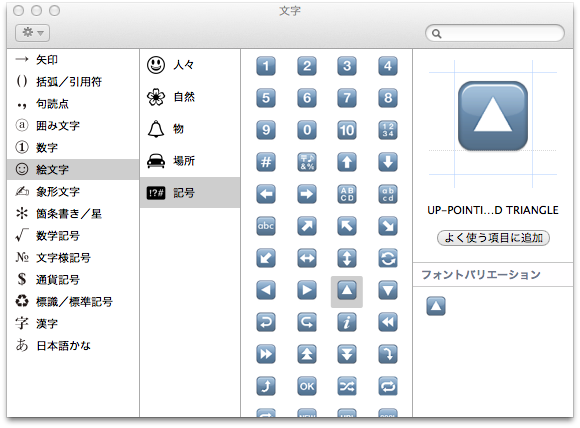 文字
→ 矢印
() 括弧／引用符
., 句読点
ⓐ 囲み文字
① 数字
絵文字
象形文字
＊ 箇条書き／星
√ 数学記号
№ 文字様記号
$ 通貨記号
標識／標準記号
字 漢字
あ 日本語かな
人々
自然
物
場所
!?# 記号
1 2 3 4
5 6 7 8
9 0 10 1234
# 〒♪&%
ABCD abcd
abc
i
OK
UP-POINTI...D TRIANGLE
よく使う項目に追加
フォントバリエーション